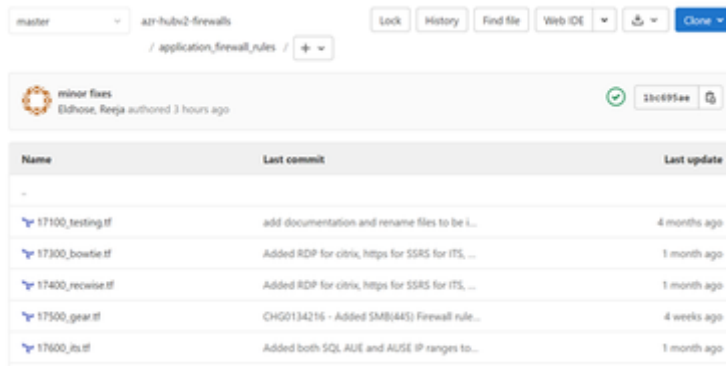 master azr-hubv2-firewalls Lock History Find file Web IDE Clone
/ application_firewall_rules / +
minor fixes
Eldhose, Reeja authored 3 hours ago 1bc695ae
Name Last commit Last update
..
17100_testing.tf add documentation and rename files to be i... 4 months ago
17300_bowtie.tf Added RDP for citrix, https for SSRS for ITS, ... 1 month ago
17400_recwise.tf Added RDP for citrix, https for SSRS for ITS, ... 1 month ago
17500_gear.tf CHG0134216 - Added SMB(445) Firewall rule... 4 weeks ago
17600_its.tf Added both SQL AUE and AUSE IP ranges to... 1 month ago